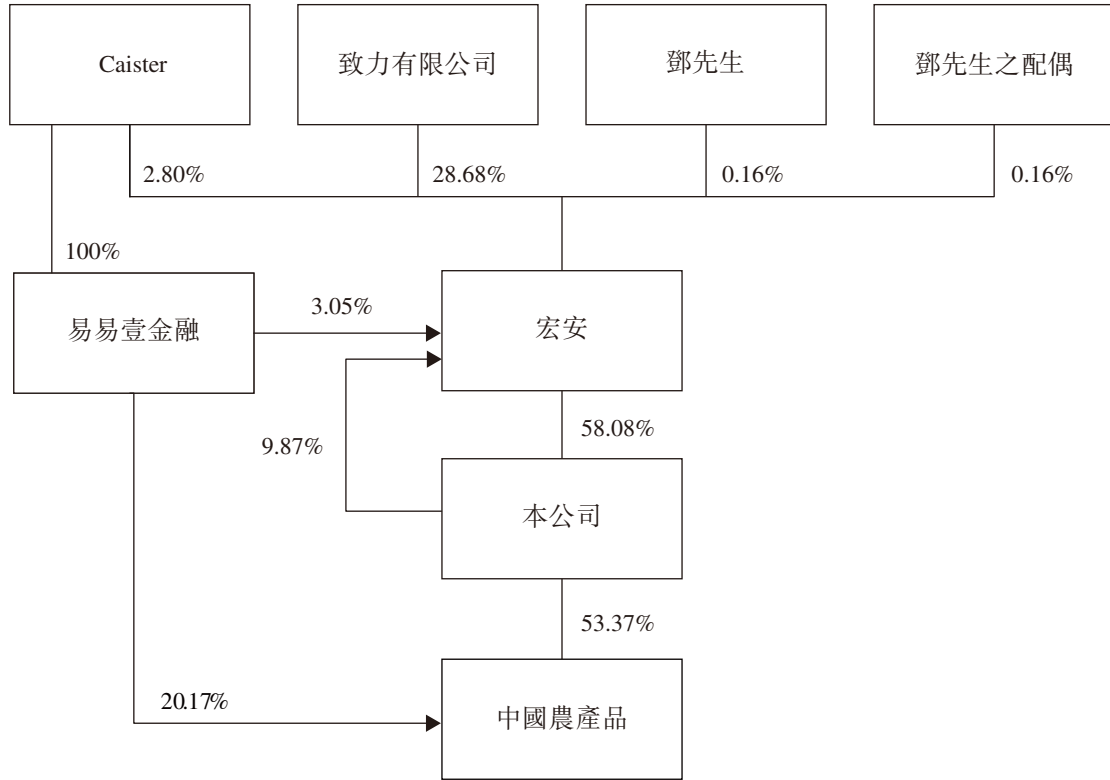 Caister
致力有限公司
鄧先生
鄧先生之配偶
2.80%
28.68%
0.16%
0.16%
100%
易易壹金融
3.05%
宏安
9.87%
58.08%
本公司
53.37%
20.17%
中國農產品